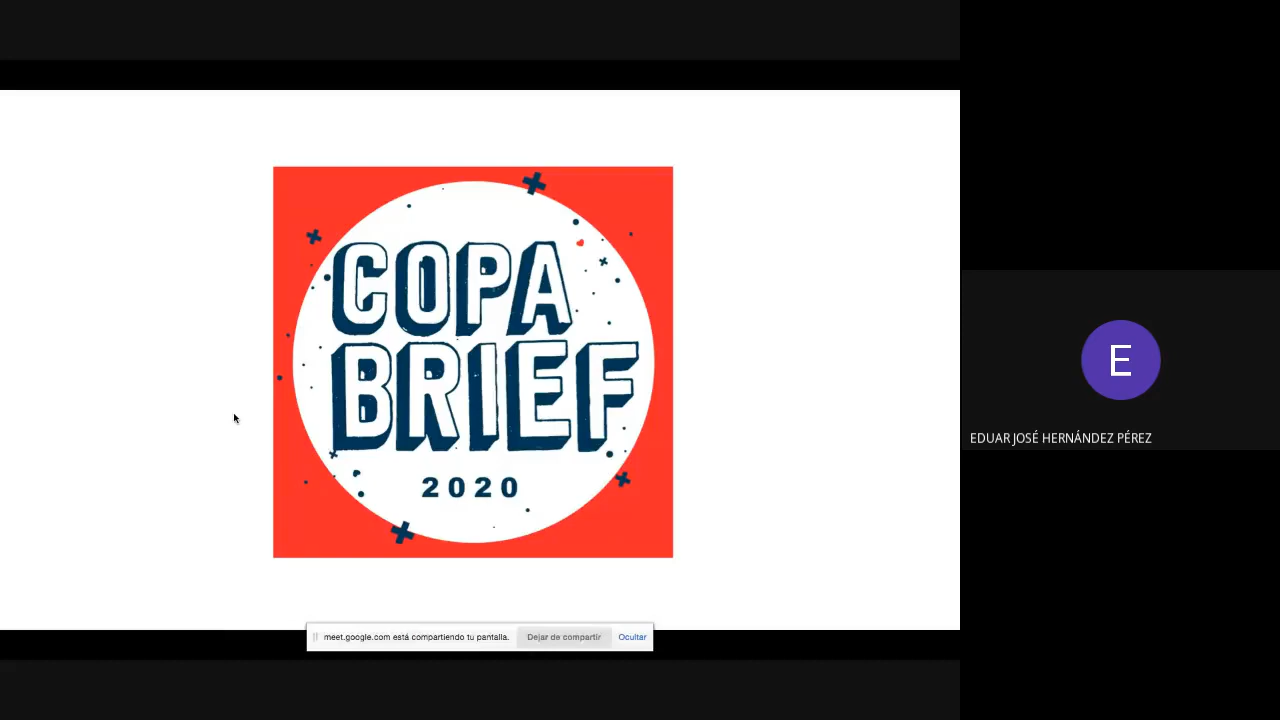 COPA
BRIEF
2020
meet.google.com está compartiendo tu pantalla. Dejar de compartir Ocultar
E
EDUAR JOSÉ HERNÁNDEZ PÉREZ